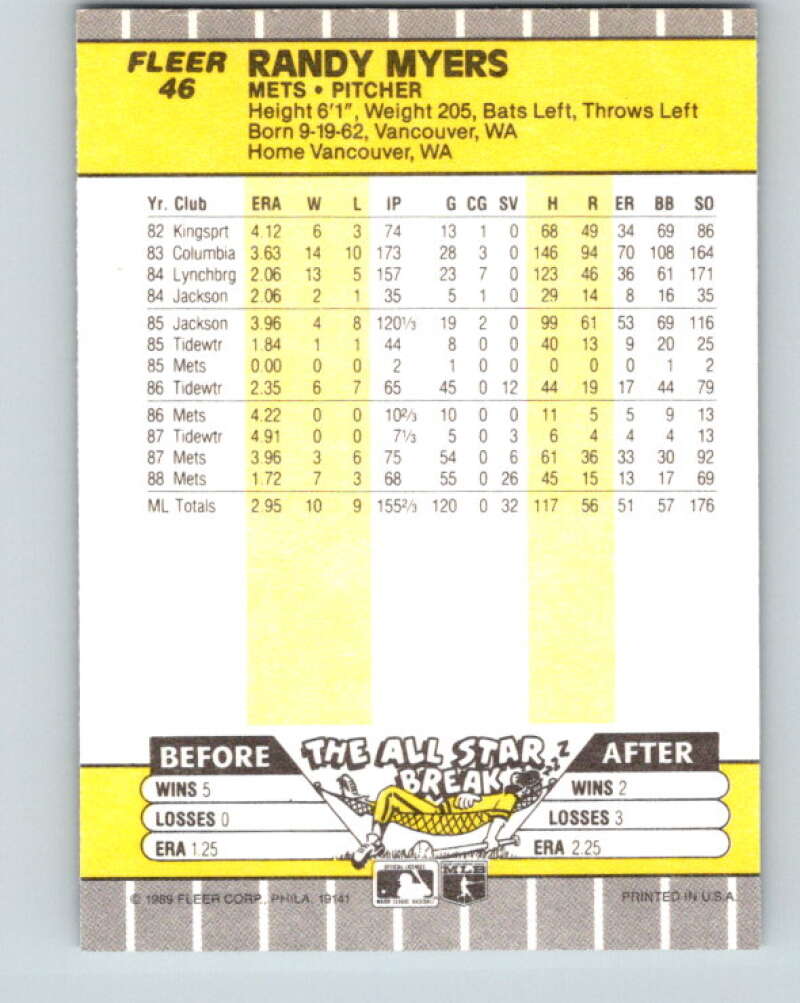 FLEER
46
RANDY MYERS
METS • PITCHER
Height 6'1", Weight 205, Bats Left, Throws Left
Born 9-19-62, Vancouver, WA
Home Vancouver, WA
Yr. Club ERA W L IP G CG SV H R ER BB SO
82 Kingsprt 4.12 6 3 74 13 1 0 68 49 34 69 86
83 Columbia 3.63 14 10 173 28 3 0 146 94 70 108 164
84 Lynchbrg 2.06 13 5 157 23 7 0 123 46 36 61 171
84 Jackson 2.06 2 1 35 5 1 0 29 14 8 16 35
85 Jackson 3.96 4 8 120⅓ 19 2 0 99 61 53 69 116
85 Tidewtr 1.84 1 1 44 8 0 0 40 13 9 20 25
85 Mets 0.00 0 0 2 1 0 0 0 0 0 1 2
86 Tidewtr 2.35 6 7 65 45 0 12 44 19 17 44 79
86 Mets 4.22 0 0 10⅔ 10 0 0 11 5 5 9 13
87 Tidewtr 4.91 0 0 7⅓ 5 0 3 6 4 4 4 13
87 Mets 3.96 3 6 75 54 0 6 61 36 33 30 92
88 Mets 1.72 7 3 68 55 0 26 45 15 13 17 69
ML Totals 2.95 10 9 155⅔ 120 0 32 117 56 51 57 176
BEFORE THE ALL STAR BREAK AFTER
zzZ
WINS 5 WINS 2
LOSSES 0 LOSSES 3
ERA 1.25 ERA 2.25
OFFICIAL LICENSEE
MAJOR LEAGUE BASEBALL
MLB
© 1989 FLEER CORP., PHILA. 19141 PRINTED IN U.S.A.